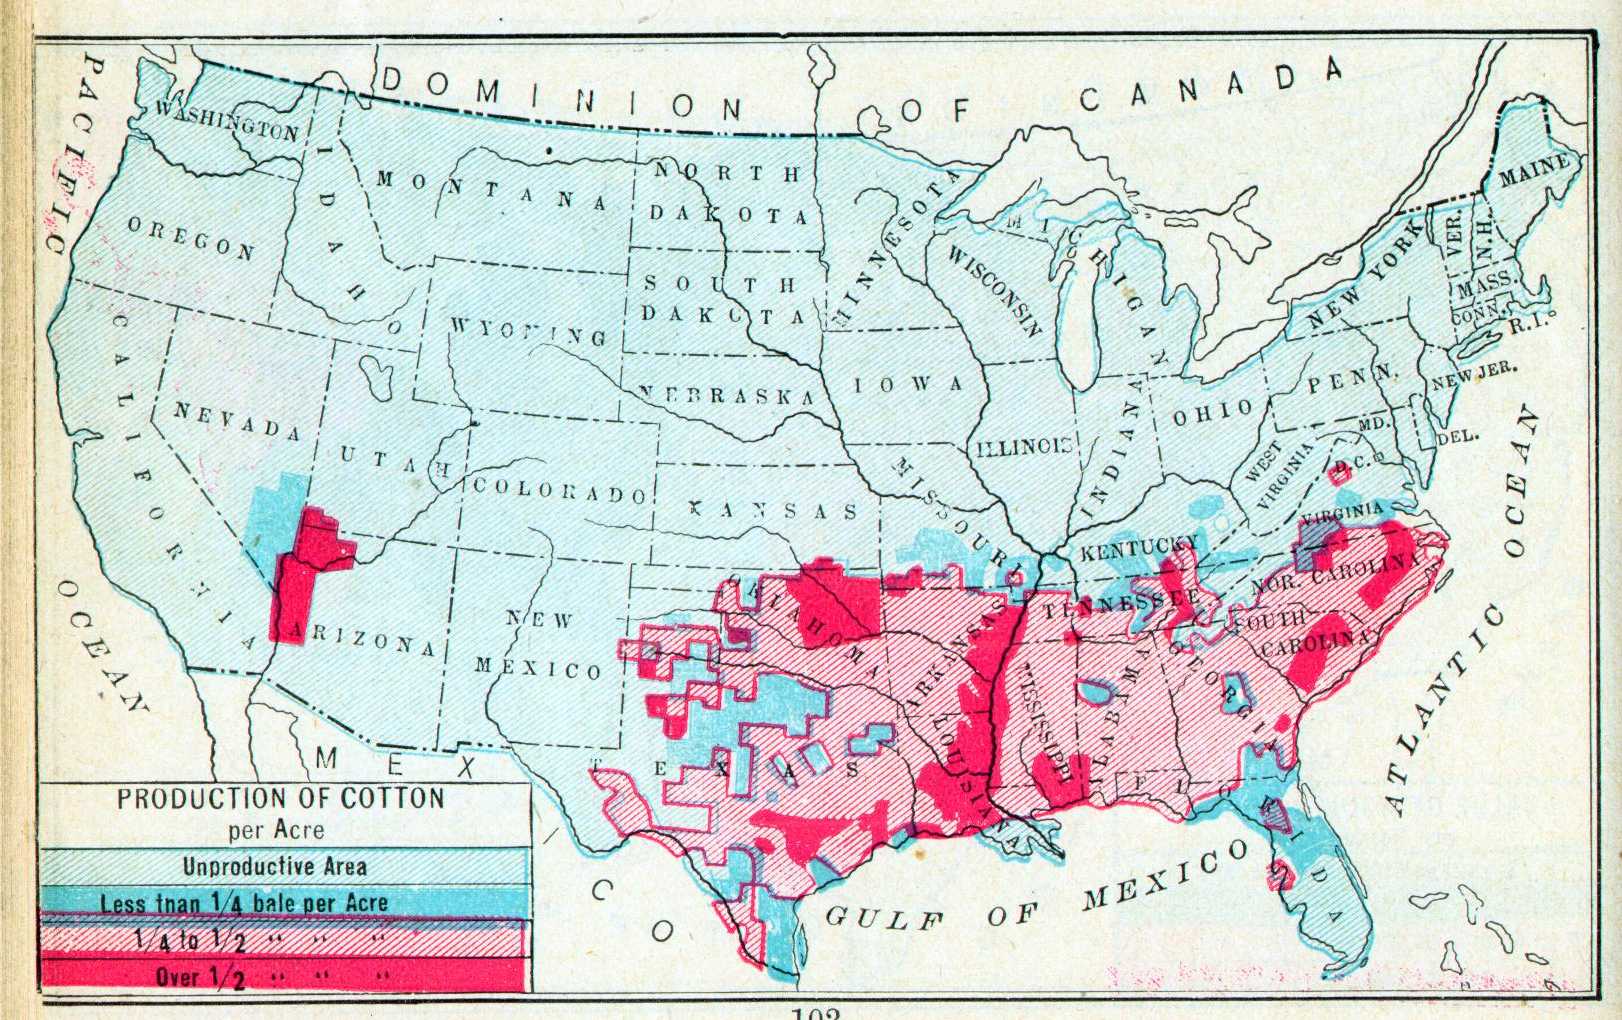 DOMINION OF CANADA
PACIFIC
OCEAN
WASHINGTON
OREGON
CALIFORNIA
IDAHO
NEVADA
MONTANA
WYOMING
UTAH
COLORADO
ARIZONA
NEW
MEXICO
NORTH
DAKOTA
SOUTH
DAKOTA
NEBRASKA
KANSAS
OKLAHOMA
TEXAS
MINNESOTA
IOWA
MISSOURI
ARKANSAS
LOUISIANA
WISCONSIN
MICHIGAN
ILLINOIS
INDIANA
OHIO
KENTUCKY
TENNESSEE
MISSISSIPPI
ALABAMA
GEORGIA
FLORIDA
SOUTH
CAROLINA
NOR. CAROLINA
VIRGINIA
WEST
VIRGINIA
D.C.
MD.
DEL.
PENN.
NEW JER.
NEW YORK
CONN.
R.I.
MASS.
VER.
N.H.
MAINE
ATLANTIC OCEAN
GULF OF MEXICO
MEX
I
CO
PRODUCTION OF COTTON
per Acre
Unproductive Area
Less tnan 1/4 bale per Acre
1/4 to 1/2 " " "
Over 1/2 " " "
102